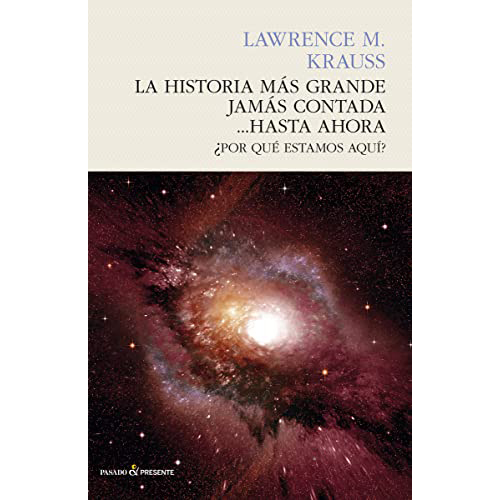 LAWRENCE M.
KRAUSS
LA HISTORIA MÁS GRANDE
JAMÁS CONTADA
...HASTA AHORA
¿POR QUÉ ESTAMOS AQUÍ?
PASADO & PRESENTE